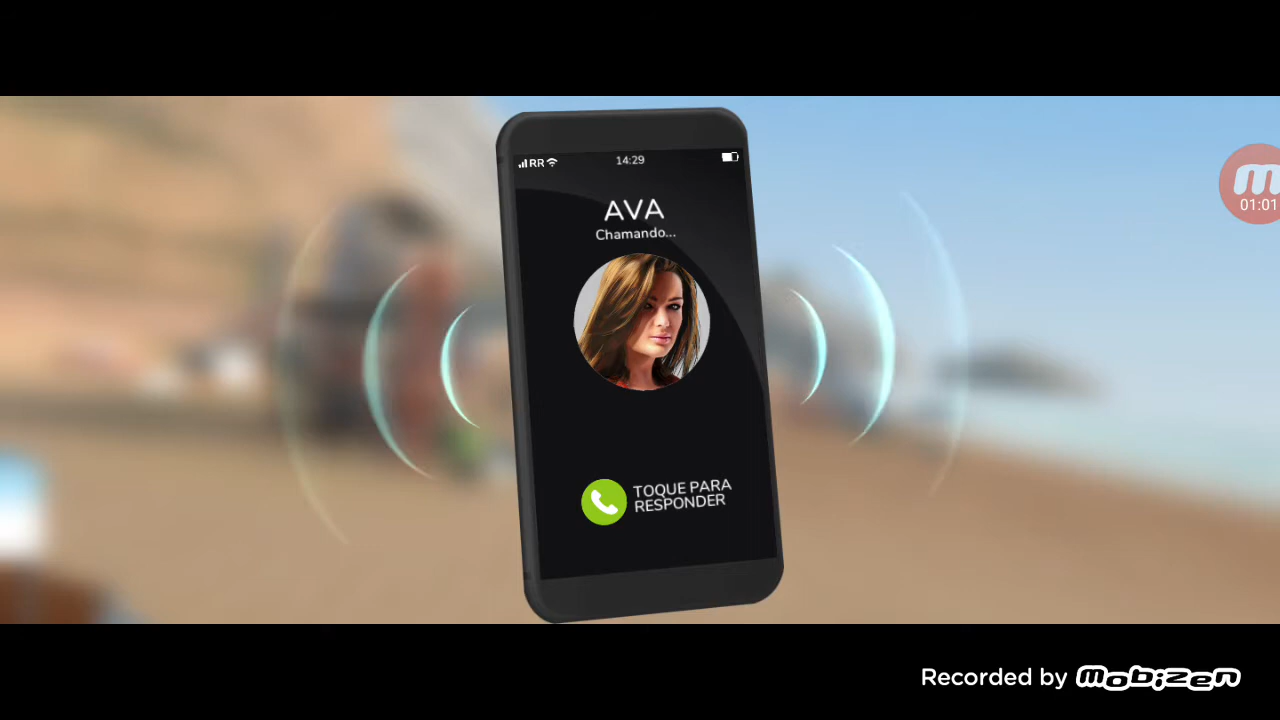 RR 14:29
AVA
Chamando...
01:01
TOQUE PARA
RESPONDER
Recorded by mobizen